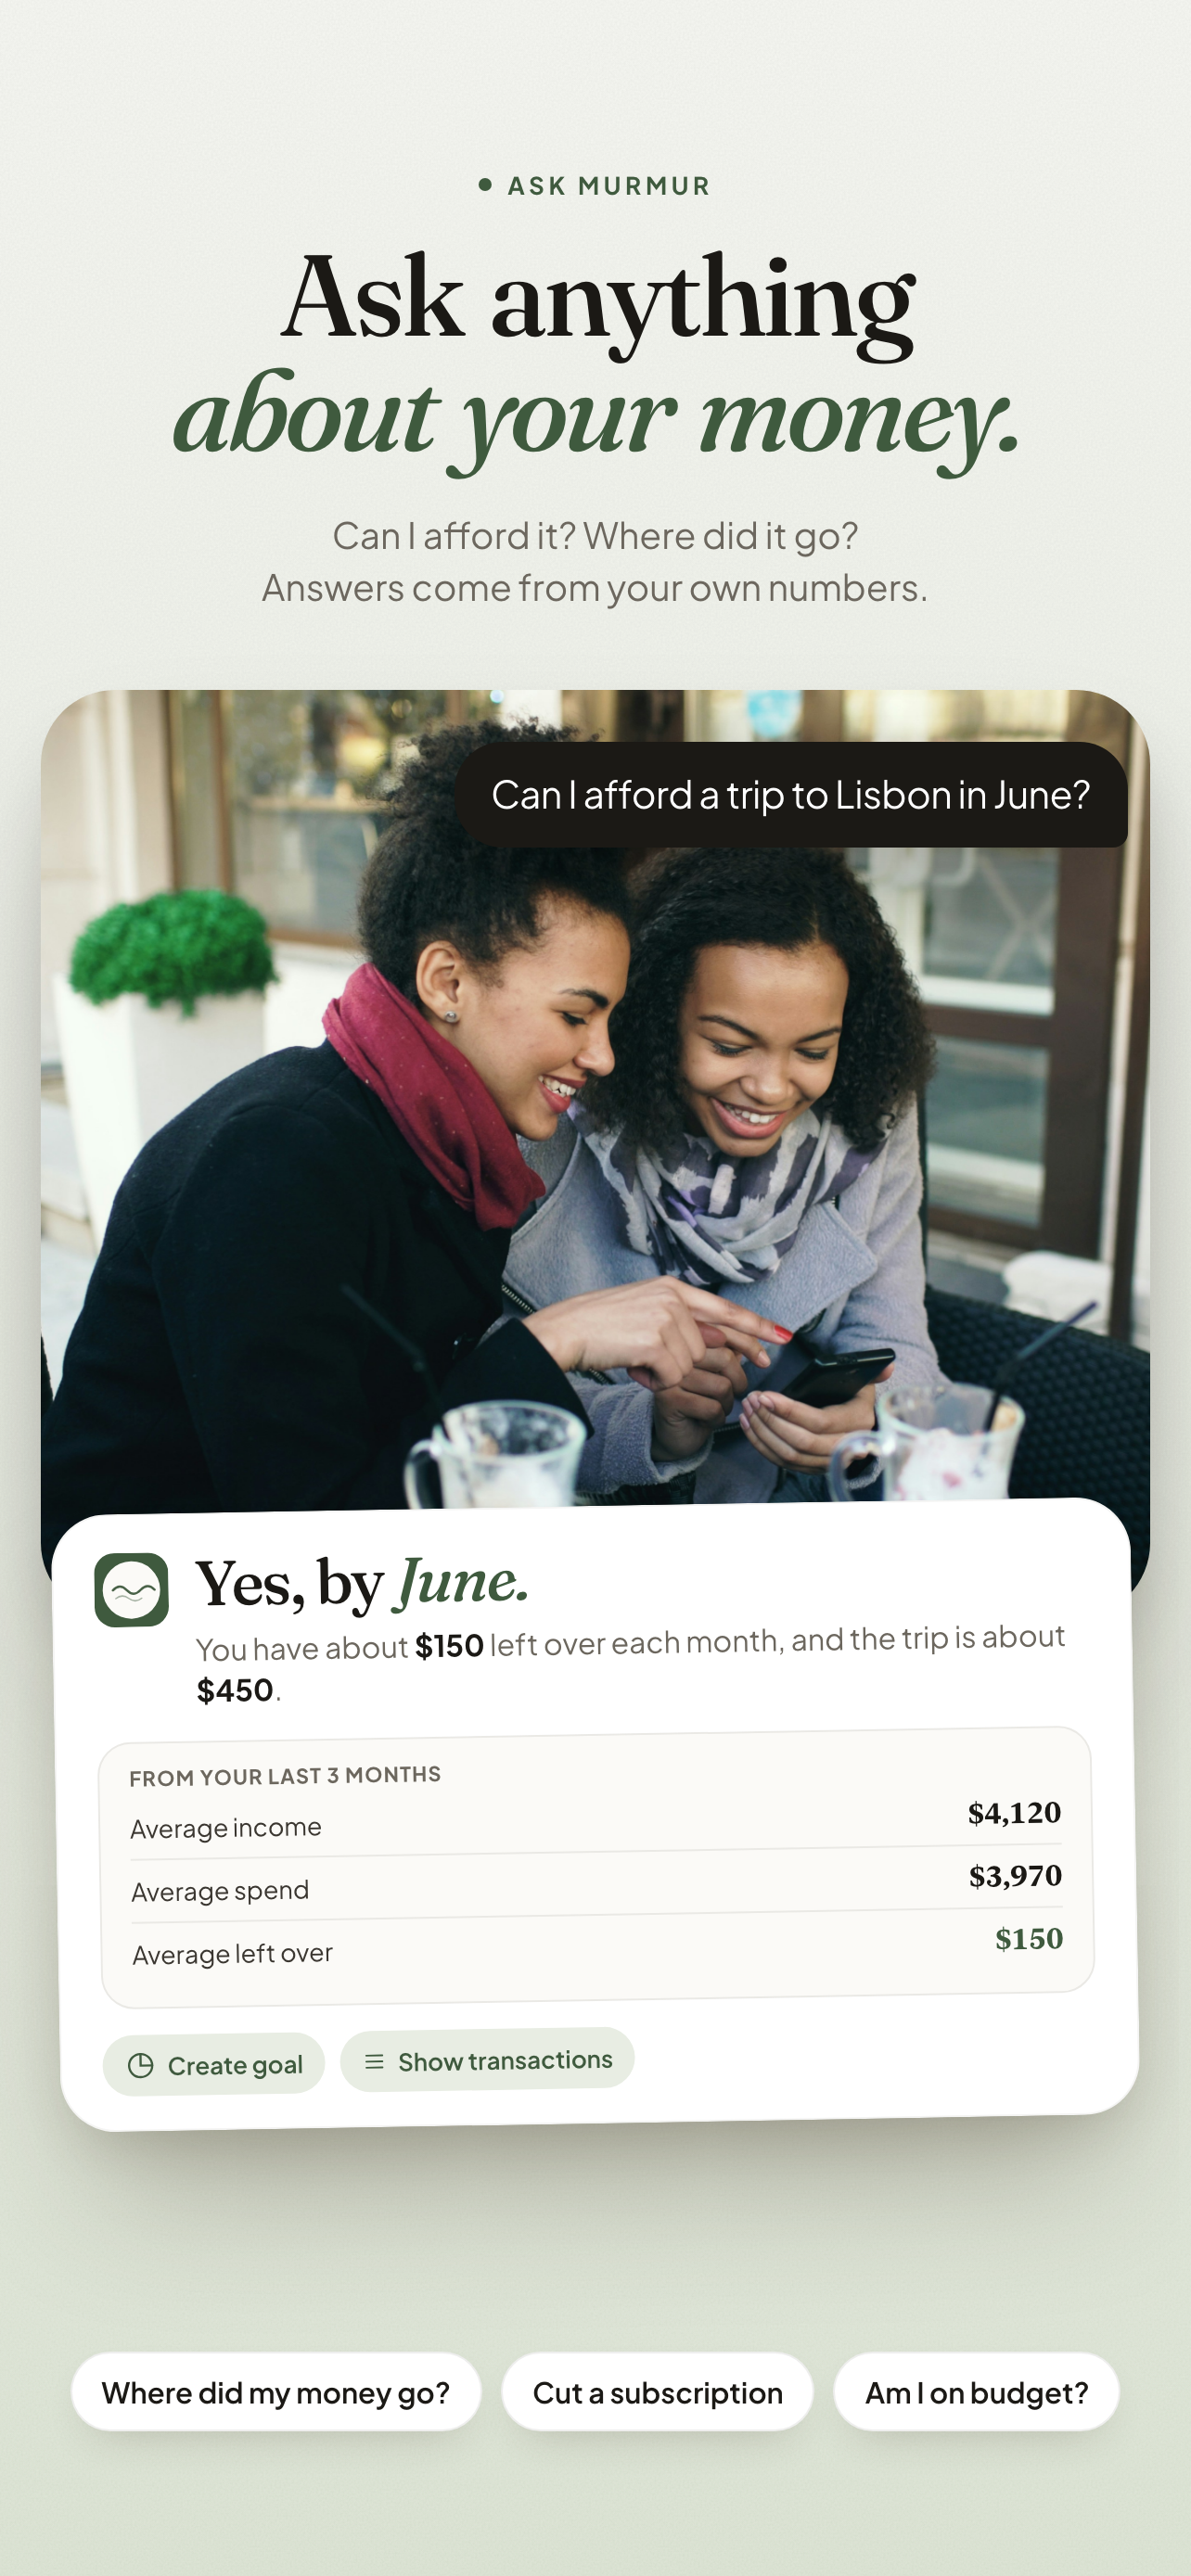 ASK MURMUR
Ask anything
about your money.
Can I afford it? Where did it go?
Answers come from your own numbers.
Can I afford a trip to Lisbon in June?
Yes, by June.
You have about $150 left over each month, and the trip is about
$450.
FROM YOUR LAST 3 MONTHS
Average income $4,120
Average spend $3,970
Average left over $150
Create goal Show transactions
Where did my money go? Cut a subscription Am I on budget?